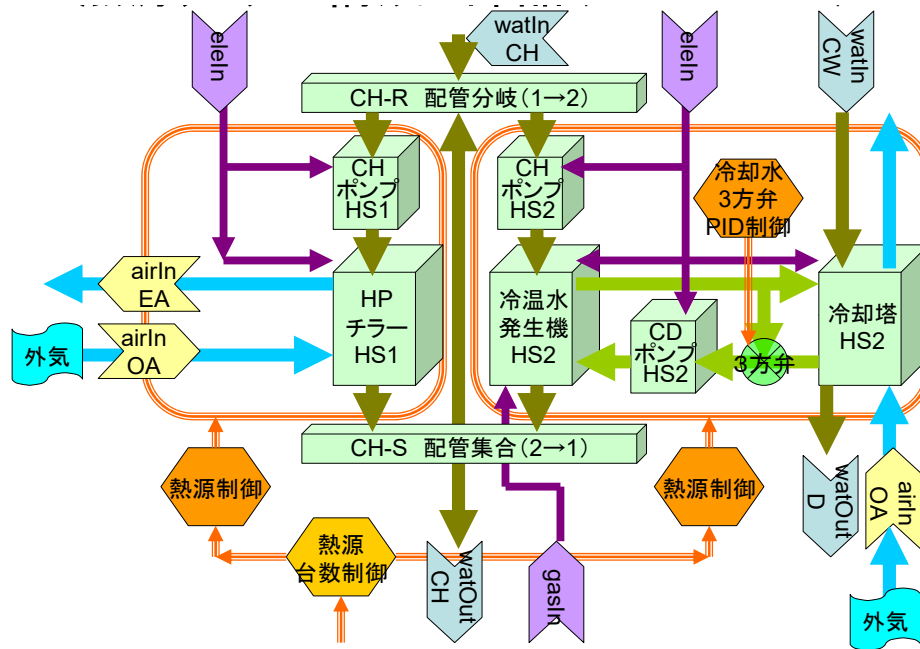 watIn
CH
eleIn
eleIn
watIn
CW
CH-R 配管分岐(1→2)
CH
ポンプ
HS1
CH
ポンプ
HS2
冷却水
3方弁
PID制御
airIn
EA
HP
チラー
HS1
冷温水
発生機
HS2
冷却塔
HS2
外気
airIn
OA
CD
ポンプ
HS2
3方弁
CH-S 配管集合(2→1)
熱源制御
熱源制御
watOut
D
airIn
OA
熱源
台数制御
watOut
CH
gasIn
外気